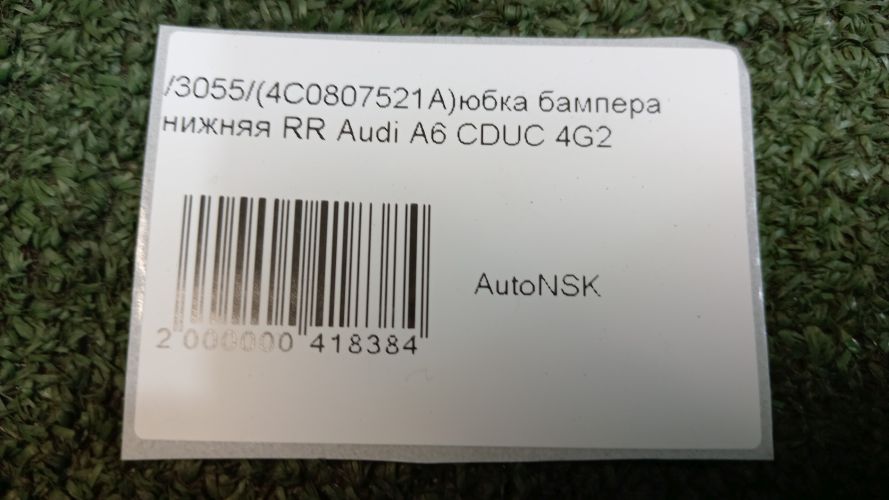 /3055/(4C0807521A)юбка бампера
нижняя RR Audi A6 CDUC 4G2
AutoNSK
2 000000 418384